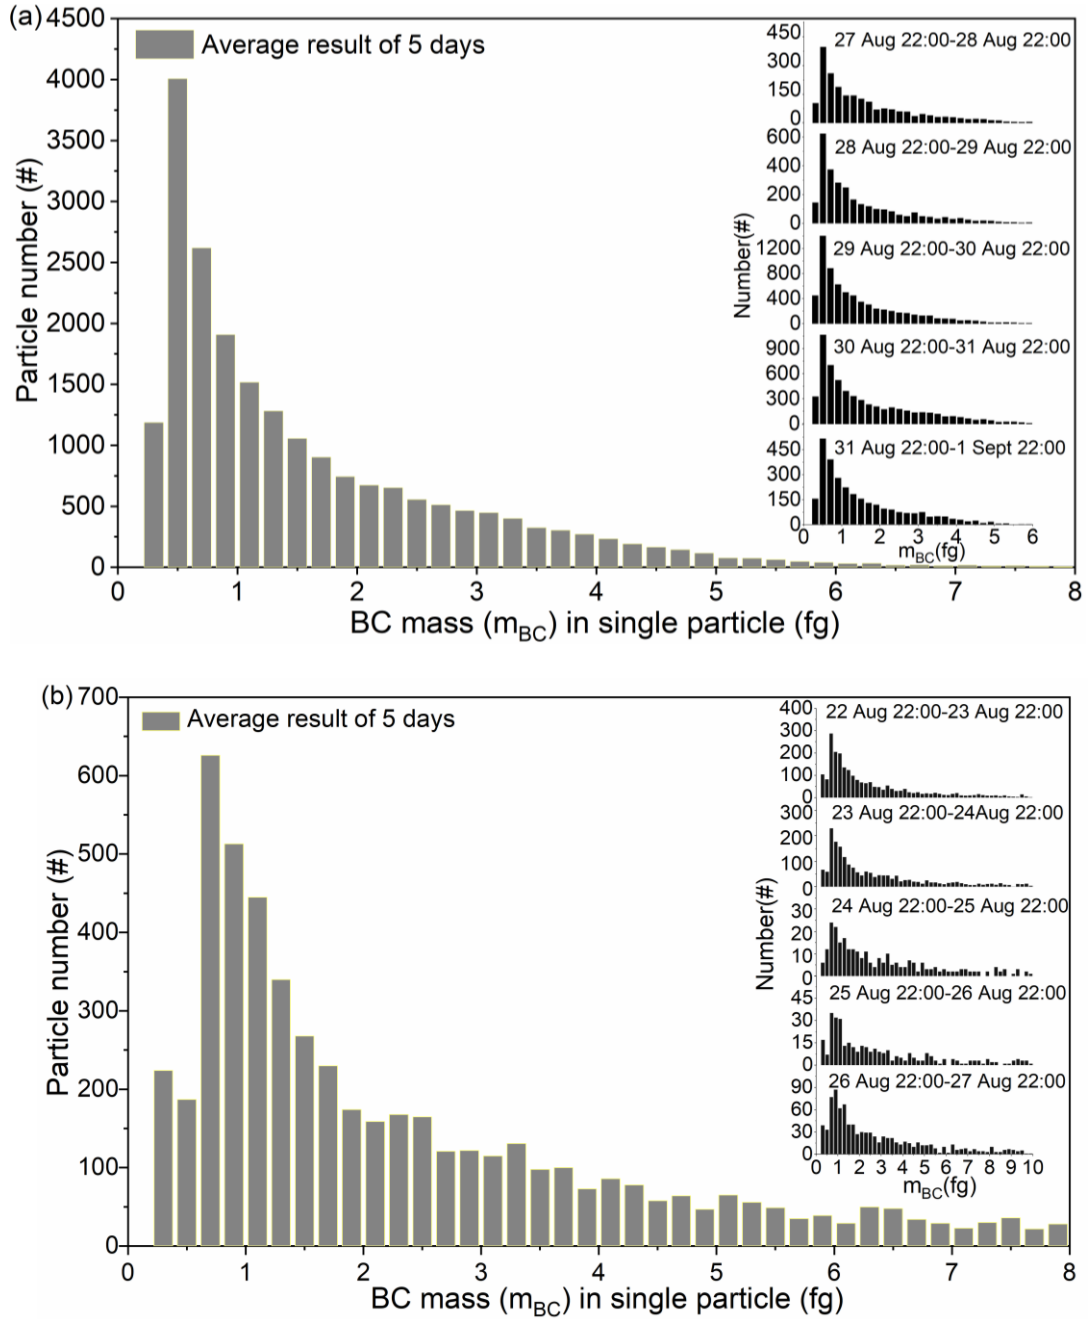 (a)
4500
4000
3500
3000
2500
2000
1500
1000
500
0
Particle number (#)
Average result of 5 days
0 1 2 3 4 5 6 7 8
BC mass (mBC) in single particle (fg)
Number(#)
450
300
150
0
27 Aug 22:00-28 Aug 22:00
600
400
200
0
28 Aug 22:00-29 Aug 22:00
1200
800
400
0
29 Aug 22:00-30 Aug 22:00
900
600
300
0
30 Aug 22:00-31 Aug 22:00
450
300
150
0
31 Aug 22:00-1 Sept 22:00
0 1 2 3 4 5 6
mBC(fg)
(b)
700
600
500
400
300
200
100
0
Particle number (#)
Average result of 5 days
0 1 2 3 4 5 6 7 8
BC mass (mBC) in single particle (fg)
Number(#)
400
300
200
100
0
22 Aug 22:00-23 Aug 22:00
300
200
100
0
23 Aug 22:00-24Aug 22:00
30
20
10
0
24 Aug 22:00-25 Aug 22:00
45
30
15
0
25 Aug 22:00-26 Aug 22:00
90
60
30
0
26 Aug 22:00-27 Aug 22:00
0 1 2 3 4 5 6 7 8 9 10
mBC(fg)